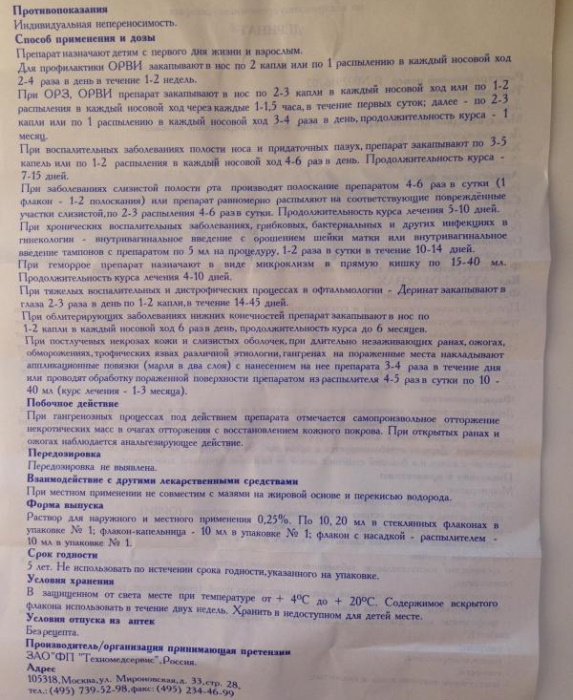 Противопоказания
Индивидуальная непереносимость.
Способ применения и дозы
Препарат назначают детям с первого дня жизни и взрослым.
Для профилактики ОРВИ закапывают в нос по 2 капли или по 1 распылению в каждый носовой ход
2-4 раза в день в течение 1-2 недель.
При ОРЗ, ОРВИ препарат закапывают в нос по 2-3 капли в каждый носовой ход или по 1-2
распыления в каждый носовой ход через каждые 1-1,5 часа, в течение первых суток; далее - по 2-3
капли или по 1 распылению в каждый носовой ход 3-4 раза в день, продолжительность курса - 1
месяц.
При воспалительных заболеваниях полости носа и придаточных пазух, препарат закапывают по 3-5
капель или по 1-2 распыления в каждый носовой ход 4-6 раз в день. Продолжительность курса -
7-15 дней.
При заболеваниях слизистой полости рта производят полоскание препаратом 4-6 раз в сутки (1
флакон - 1-2 полоскания) или препарат равномерно распыляют на соответствующие повреждённые
участки слизистой, по 2-3 распыления 4-6 раз в сутки. Продолжительность курса лечения 5-10 дней.
При хронических воспалительных заболеваниях, грибковых, бактериальных и других инфекциях в
гинекологии - внутривагинальное введение с орошением шейки матки или внутривагинальное
введение тампонов с препаратом по 5 мл на процедуру, 1-2 раза в сутки в течение 10-14 дней.
При геморрое препарат назначают в виде микроклизм в прямую кишку по 15-40 мл.
Продолжительность курса лечения 4-10 дней.
При тяжелых воспалительных и дистрофических процессах в офтальмологии - Деринат закапывают в
глаза 2-3 раза в день по 1-2 капли, в течение 14-45 дней.
При облитерирующих заболеваниях нижних конечностей препарат закапывают в нос по
1-2 капли в каждый носовой ход 6 раз в день, продолжительность курса до 6 месяцев.
При постлучевых некрозах кожи и слизистых оболочек, при длительно незаживающих ранах, ожогах,
обморожениях, трофических язвах различной этиологии, гангренах на пораженные места накладывают
аппликационные повязки (марля в два слоя) с нанесением на нее препарата 3-4 раза в течение дня
или проводят обработку пораженной поверхности препаратом из распылителя 4-5 раз в сутки по 10 -
40 мл (курс лечения - 1-3 месяца).
Побочное действие
При гангренозных процессах под действием препарата отмечается самопроизвольное отторжение
некротических масс в очагах отторжения с восстановлением кожного покрова. При открытых ранах и
ожогах наблюдается анальгезирующее действие.
Передозировка
Передозировка не выявлена.
Взаимодействие с другими лекарственными средствами
При местном применении не совместим с мазями на жировой основе и перекисью водорода.
Форма выпуска
Раствор для наружного и местного применения 0,25%. По 10, 20 мл в стеклянных флаконах в
упаковке № 1; флакон-капельница - 10 мл в упаковке № 1; флакон с насадкой - распылителем -
10 мл в упаковке № 1.
Срок годности
5 лет. Не использовать по истечении срока годности, указанного на упаковке.
Условия хранения
В защищенном от света месте при температуре от + 4°С до + 20°С. Содержимое вскрытого
флакона использовать в течение двух недель. Хранить в недоступном для детей месте.
Условия отпуска из аптек
Без рецепта.
Производитель/организация принимающая претензии
ЗАО"ФП "Техномедсервис",Россия.
Адрес
105318,Москва,ул. Мироновская,д. 33,стр. 28,
тел.:(495) 739-52-98,факс: (495) 234-46-99